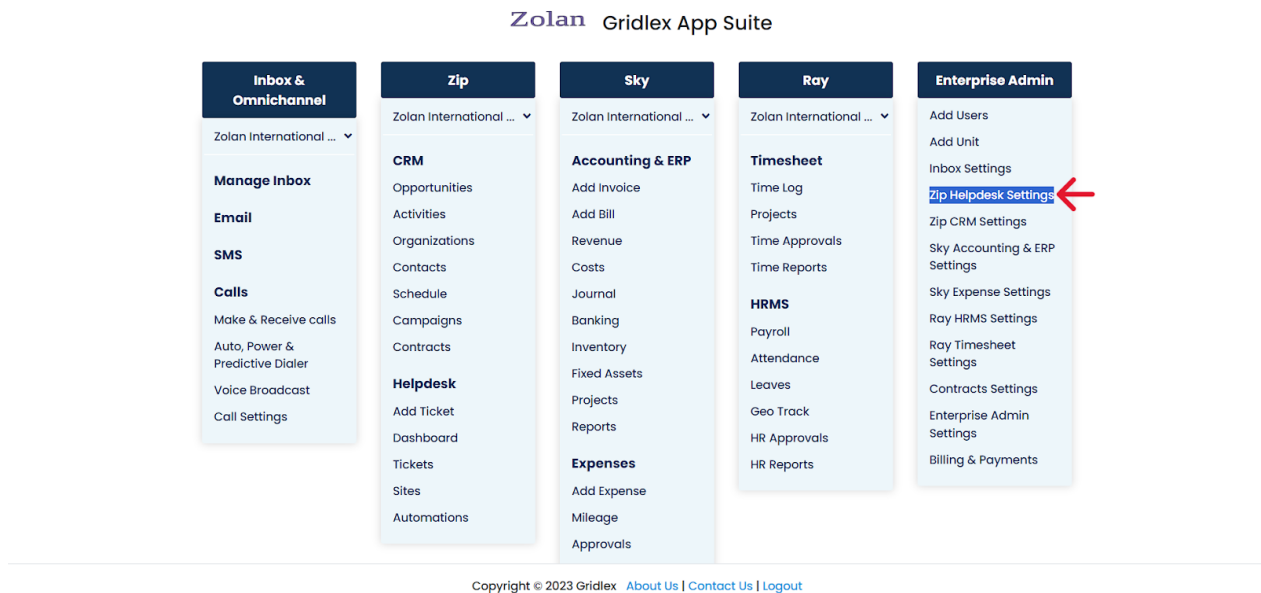 Zolan Gridlex App Suite
Inbox &
Omnichannel
Zolan International ...
Manage Inbox
Email
SMS
Calls
Make & Receive calls
Auto, Power &
Predictive Dialer
Voice Broadcast
Call Settings
Zip
Zolan International ...
CRM
Opportunities
Activities
Organizations
Contacts
Schedule
Campaigns
Contracts
Helpdesk
Add Ticket
Dashboard
Tickets
Sites
Automations
Sky
Zolan International ...
Accounting & ERP
Add Invoice
Add Bill
Revenue
Costs
Journal
Banking
Inventory
Fixed Assets
Projects
Reports
Expenses
Add Expense
Mileage
Approvals
Ray
Zolan International ...
Timesheet
Time Log
Projects
Time Approvals
Time Reports
HRMS
Payroll
Attendance
Leaves
Geo Track
HR Approvals
HR Reports
Enterprise Admin
Add Users
Add Unit
Inbox Settings
Zip Helpdesk Settings
Zip CRM Settings
Sky Accounting & ERP
Settings
Sky Expense Settings
Ray HRMS Settings
Ray Timesheet
Settings
Contracts Settings
Enterprise Admin
Settings
Billing & Payments
Copyright © 2023 Gridlex About Us | Contact Us | Logout